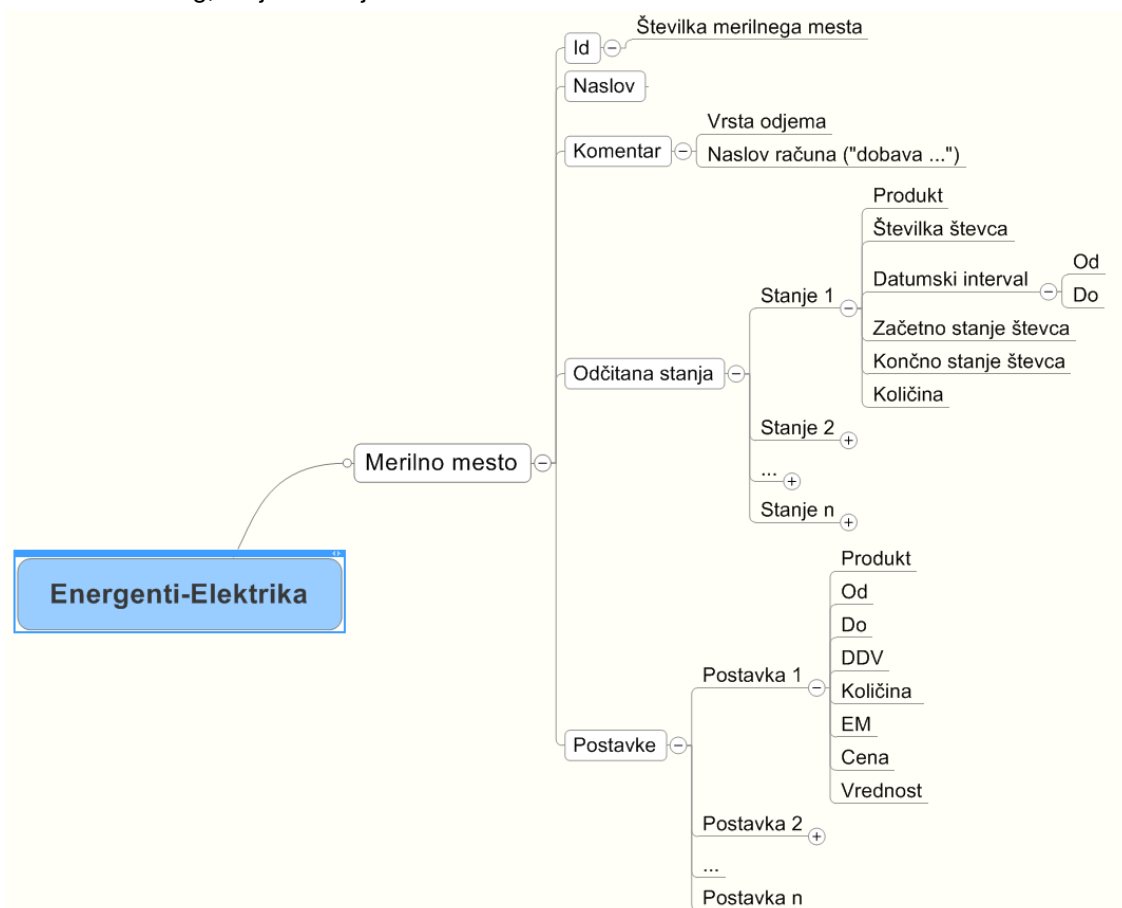 Id
Številka merilnega mesta
Naslov
Komentar
Vrsta odjema
Naslov računa ("dobava ...")
Odčitana stanja
Stanje 1
Produkt
Številka števca
Datumski interval
Od
Do
Začetno stanje števca
Končno stanje števca
Količina
Stanje 2
...
Stanje n
Merilno mesto
Energenti-Elektrika
Postavke
Postavka 1
Produkt
Od
Do
DDV
Količina
EM
Cena
Vrednost
Postavka 2
...
Postavka n